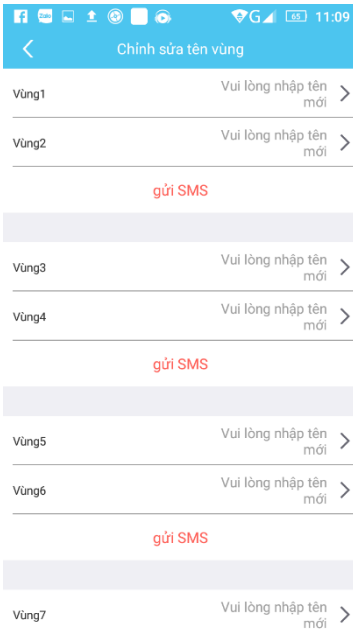 G 65 11:09
Chỉnh sửa tên vùng
Vùng1
Vui lòng nhập tên
mới
Vùng2
Vui lòng nhập tên
mới
gửi SMS
Vùng3
Vui lòng nhập tên
mới
Vùng4
Vui lòng nhập tên
mới
gửi SMS
Vùng5
Vui lòng nhập tên
mới
Vùng6
Vui lòng nhập tên
mới
gửi SMS
Vùng7
Vui lòng nhập tên
mới